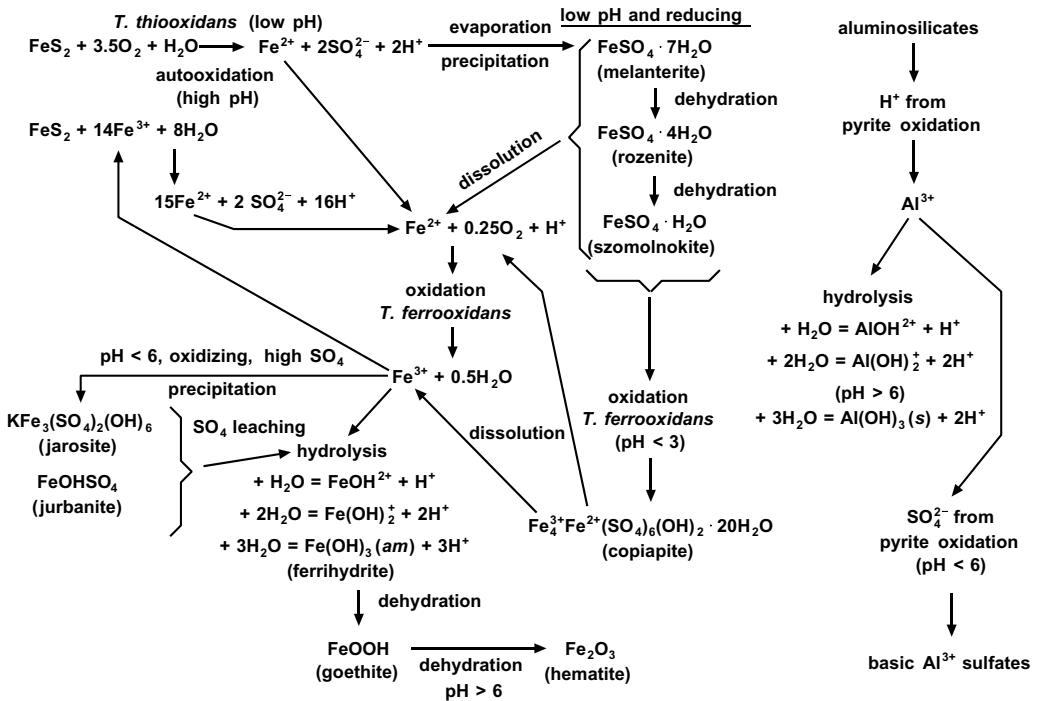 T. thiooxidans (low pH)
FeS₂ + 3.5O₂ + H₂O
Fe²⁺ + 2SO₄²⁻ + 2H⁺
autooxidation
(high pH)
evaporation
precipitation
low pH and reducing
FeSO₄ · 7H₂O
(melanterite)
dehydration
FeSO₄ · 4H₂O
(rozenite)
dehydration
FeSO₄ · H₂O
(szomolnokite)
FeS₂ + 14Fe³⁺ + 8H₂O
15Fe²⁺ + 2 SO₄²⁻ + 16H⁺
dissolution
Fe²⁺ + 0.25O₂ + H⁺
oxidation
T. ferrooxidans
Fe³⁺ + 0.5H₂O
pH < 6, oxidizing, high SO₄
precipitation
KFe₃(SO₄)₂(OH)₆
(jarosite)
FeOHSO₄
(jurbanite)
SO₄ leaching
hydrolysis
+ H₂O = FeOH²⁺ + H⁺
+ 2H₂O = Fe(OH)₂⁺ + 2H⁺
+ 3H₂O = Fe(OH)₃ (am) + 3H⁺
(ferrihydrite)
dehydration
FeOOH
(goethite)
dehydration
pH > 6
Fe₂O₃
(hematite)
dissolution
oxidation
T. ferrooxidans
(pH < 3)
Fe₄³⁺Fe²⁺(SO₄)₆(OH)₂ · 20H₂O
(copiapite)
aluminosilicates
H⁺ from
pyrite oxidation
Al³⁺
hydrolysis
+ H₂O = AlOH²⁺ + H⁺
+ 2H₂O = Al(OH)₂⁺ + 2H⁺
(pH > 6)
+ 3H₂O = Al(OH)₃ (s) + 2H⁺
SO₄²⁻ from
pyrite oxidation
(pH < 6)
basic Al³⁺ sulfates